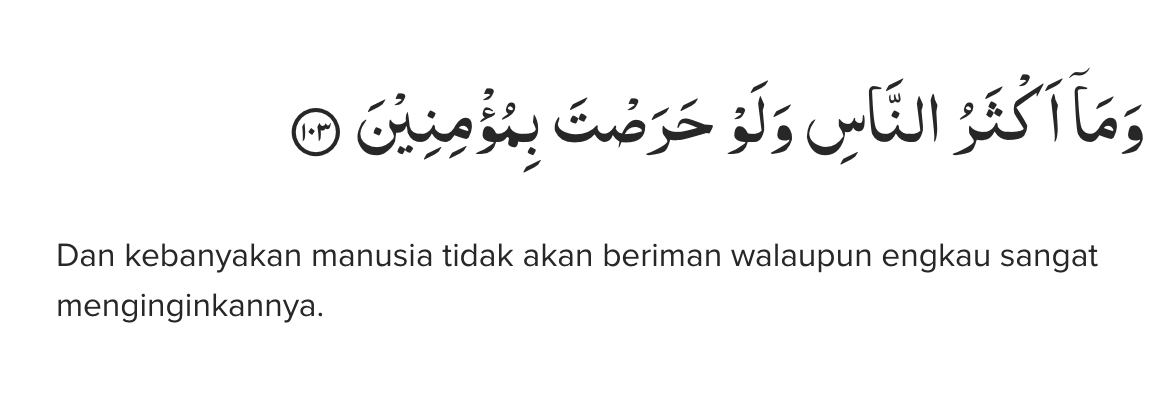 وَمَآ اَكْثَرُ النَّاسِ وَلَوْ حَرَصْتَ بِمُؤْمِنِيْنَ ١٠٣
Dan kebanyakan manusia tidak akan beriman walaupun engkau sangat
menginginkannya.